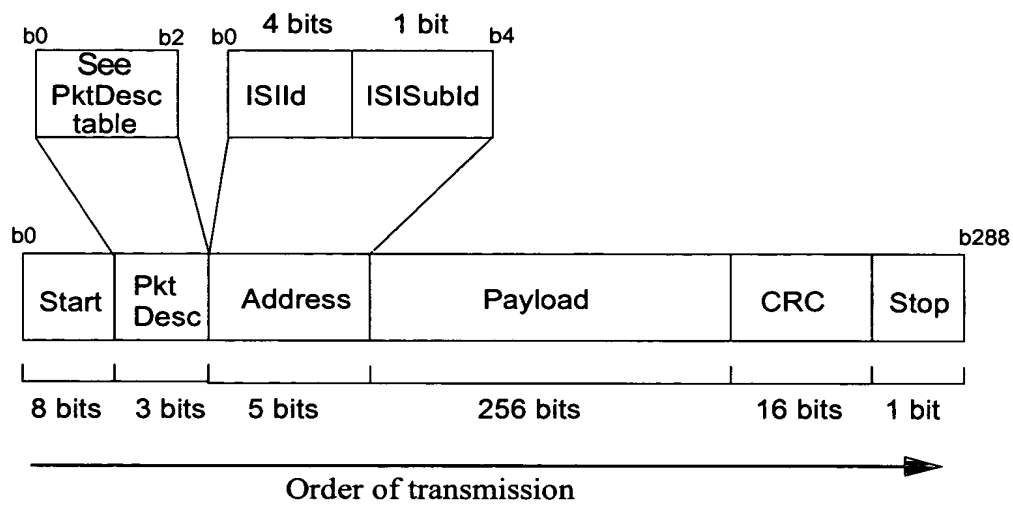 4 bits 1 bit
b0 b2 b0 b4
See
PktDesc
table
ISIId ISISubId
b0 b288
Start Pkt
Desc Address Payload CRC Stop
8 bits 3 bits 5 bits 256 bits 16 bits 1 bit
Order of transmission